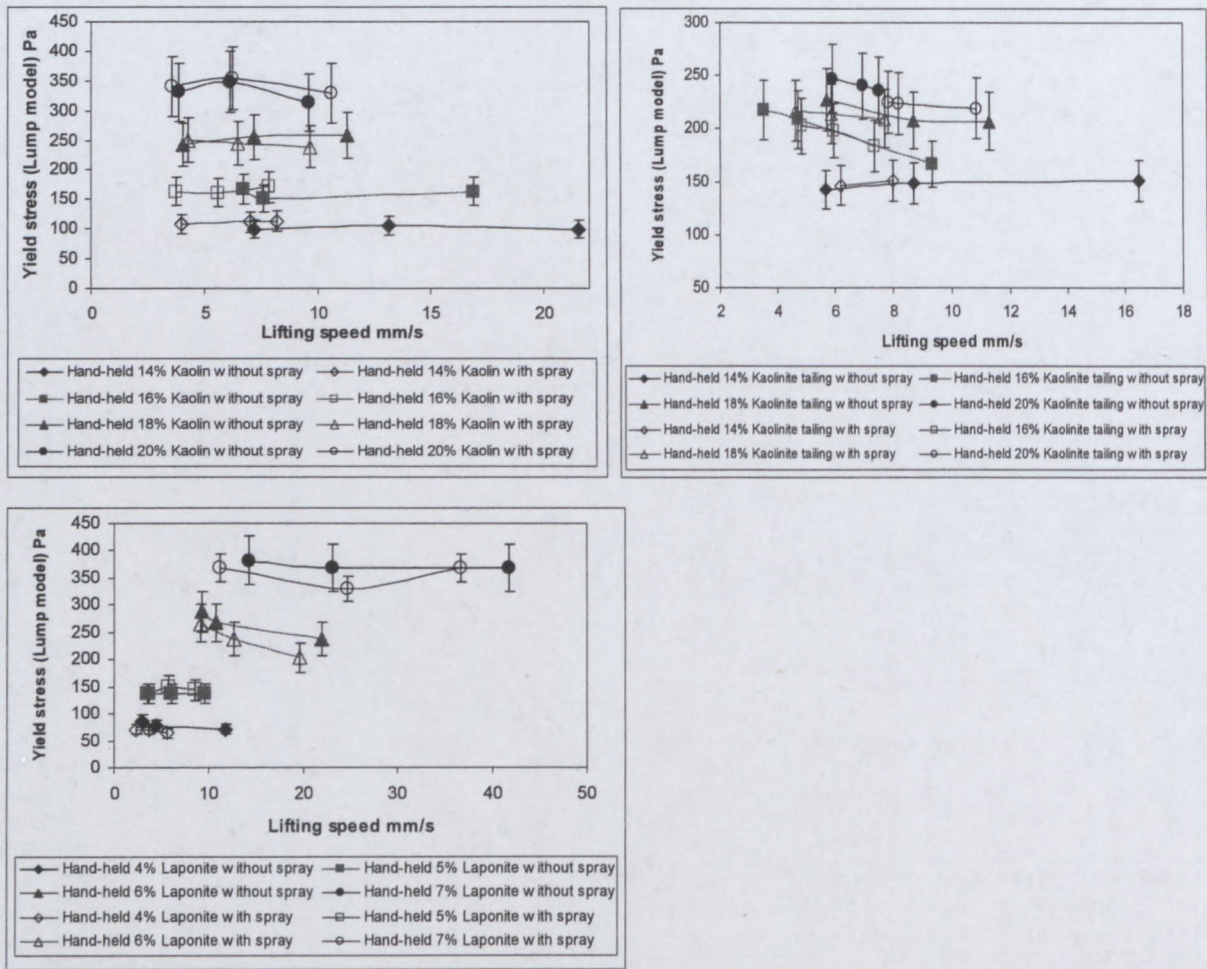 Yield stress (Lump model) Pa
450
400
350
300
250
200
150
100
50
0
0 5 10 15 20
Lifting speed mm/s
Hand-held 14% Kaolin without spray Hand-held 14% Kaolin with spray
Hand-held 16% Kaolin without spray Hand-held 16% Kaolin with spray
Hand-held 18% Kaolin without spray Hand-held 18% Kaolin with spray
Hand-held 20% Kaolin without spray Hand-held 20% Kaolin with spray
Yield stress (Lump model) Pa
300
250
200
150
100
50
2 4 6 8 10 12 14 16 18
Lifting speed mm/s
Hand-held 14% Kaolinite tailing without spray Hand-held 16% Kaolinite tailing without spray
Hand-held 18% Kaolinite tailing without spray Hand-held 20% Kaolinite tailing without spray
Hand-held 14% Kaolinite tailing with spray Hand-held 16% Kaolinite tailing with spray
Hand-held 18% Kaolinite tailing with spray Hand-held 20% Kaolinite tailing with spray
Yield stress (Lump model) Pa
450
400
350
300
250
200
150
100
50
0
0 10 20 30 40 50
Lifting speed mm/s
Hand-held 4% Laponite without spray Hand-held 5% Laponite without spray
Hand-held 6% Laponite without spray Hand-held 7% Laponite without spray
Hand-held 4% Laponite with spray Hand-held 5% Laponite with spray
Hand-held 6% Laponite with spray Hand-held 7% Laponite with spray